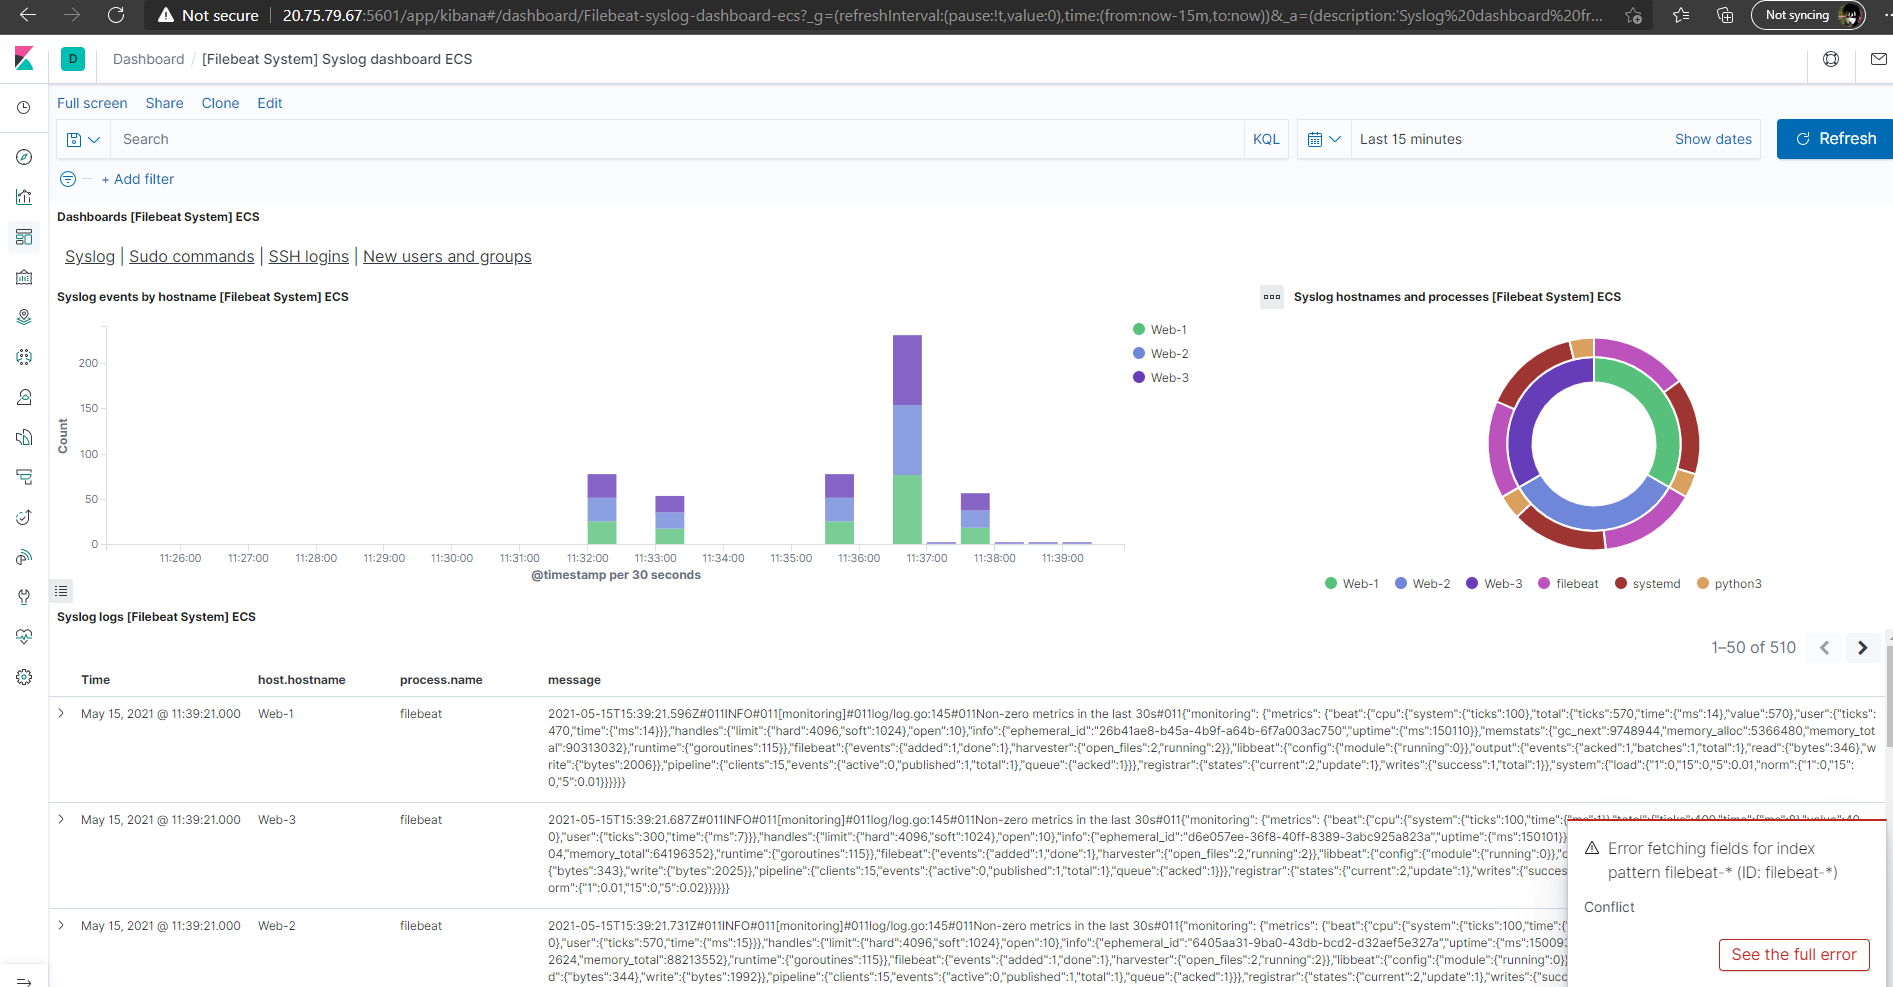 Not secure | 20.75.79.67:5601/app/kibana#/dashboard/Filebeat-syslog-dashboard-ecs?_g=(refreshInterval:(pause:!t,value:0),time:(from:now-15m,to:now))&_a=(description:'Syslog%20dashboard%20fr...
Not syncing
D Dashboard / [Filebeat System] Syslog dashboard ECS
Full screen Share Clone Edit
Search KQL Last 15 minutes Show dates Refresh
+ Add filter
Dashboards [Filebeat System] ECS
Syslog | Sudo commands | SSH logins | New users and groups
Syslog events by hostname [Filebeat System] ECS
Web-1
Web-2
Web-3
200
150
100
50
0
Count
11:26:00 11:27:00 11:28:00 11:29:00 11:30:00 11:31:00 11:32:00 11:33:00 11:34:00 11:35:00 11:36:00 11:37:00 11:38:00 11:39:00
@timestamp per 30 seconds
Syslog hostnames and processes [Filebeat System] ECS
Web-1 Web-2 Web-3 filebeat systemd python3
Syslog logs [Filebeat System] ECS
1–50 of 510
Time host.hostname process.name message
May 15, 2021 @ 11:39:21.000 Web-1 filebeat 2021-05-15T15:39:21.596Z#011INFO#011[monitoring]#011log/log.go:145#011Non-zero metrics in the last 30s#011{"monitoring": {"metrics": {"beat":{"cpu":{"system":{"ticks":100},"total":{"ticks":570,"time":{"ms":14},"value":570},"user":{"ticks":
470,"time":{"ms":14}}},"handles":{"limit":{"hard":4096,"soft":1024},"open":10},"info":{"ephemeral_id":"26b41ae8-b45a-4b9f-a64b-6f7a003ac750","uptime":{"ms":150110}},"memstats":{"gc_next":9748944,"memory_alloc":5366480,"memory_tot
al":90313032},"runtime":{"goroutines":115}},"filebeat":{"events":{"added":1,"done":1},"harvester":{"open_files":2,"running":2}},"libbeat":{"config":{"module":{"running":0}},"output":{"events":{"acked":1,"batches":1,"total":1},"read":{"bytes":346},"w
rite":{"bytes":2006}},"pipeline":{"clients":15,"events":{"active":0,"published":1,"total":1},"queue":{"acked":1}}},"registrar":{"states":{"current":2,"update":1},"writes":{"success":1,"total":1}},"system":{"load":{"1":0,"15":0,"5":0.01,"norm":{"1":0,"15":
0,"5":0.01}}}}}}
May 15, 2021 @ 11:39:21.000 Web-3 filebeat 2021-05-15T15:39:21.687Z#011INFO#011[monitoring]#011log/log.go:145#011Non-zero metrics in the last 30s#011{"monitoring": {"metrics": {"beat":{"cpu":{"system":{"ticks":100,"time":{
0},"user":{"ticks":300,"time":{"ms":7}}},"handles":{"limit":{"hard":4096,"soft":1024},"open":10},"info":{"ephemeral_id":"d6e057ee-36f8-40ff-8389-3abc925a823a","uptime":{"ms":150101}}
04,"memory_total":64196352},"runtime":{"goroutines":115}},"filebeat":{"events":{"added":1,"done":1},"harvester":{"open_files":2,"running":2}},"libbeat":{"config":{"module":{"running":0}},"
{"bytes":343},"write":{"bytes":2025}},"pipeline":{"clients":15,"events":{"active":0,"published":1,"total":1},"queue":{"acked":1}}},"registrar":{"states":{"current":2,"update":1},"writes":{"succes
orm":{"1":0.01,"15":0,"5":0.02}}}}}}
May 15, 2021 @ 11:39:21.000 Web-2 filebeat 2021-05-15T15:39:21.731Z#011INFO#011[monitoring]#011log/log.go:145#011Non-zero metrics in the last 30s#011{"monitoring": {"metrics": {"beat":{"cpu":{"system":{"ticks":100,"time":{
0},"user":{"ticks":570,"time":{"ms":15}}},"handles":{"limit":{"hard":4096,"soft":1024},"open":10},"info":{"ephemeral_id":"6405aa31-9ba0-43db-bcd2-d32aef5e327a","uptime":{"ms":15009
2624,"memory_total":88213552},"runtime":{"goroutines":115}},"filebeat":{"events":{"added":1,"done":1},"harvester":{"open_files":2,"running":2}},"libbeat":{"config":{"module":{"running":0}}
d":{"bytes":344},"write":{"bytes":1992}},"pipeline":{"clients":15,"events":{"active":0,"published":1,"total":1},"queue":{"acked":1}}},"registrar":{"states":{"current":2,"update":1},"writes":{"succ
Error fetching fields for index
pattern filebeat-* (ID: filebeat-*)
Conflict
See the full error